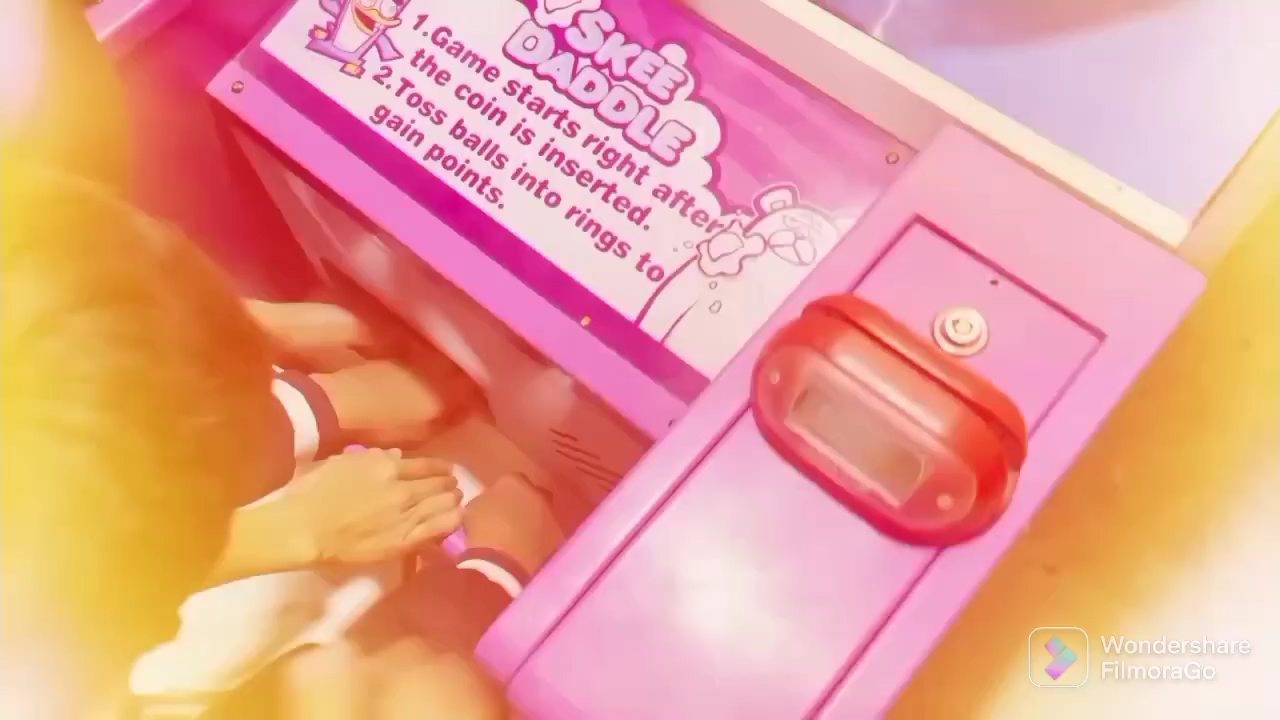 SKEE
DADDLE
1.Game starts right after
the coin is inserted.
2.Toss balls into rings to
gain points.
Wondershare
FilmoraGo